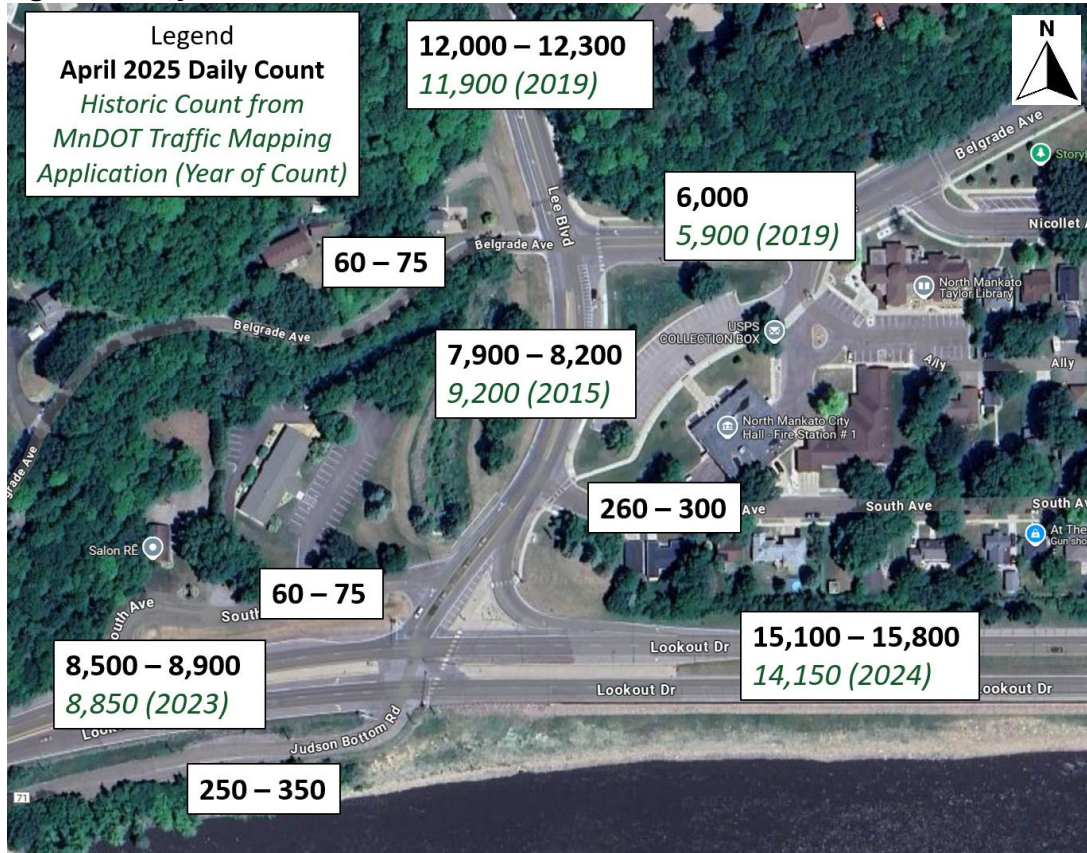 Legend
April 2025 Daily Count
Historic Count from
MnDOT Traffic Mapping
Application (Year of Count)
12,000 – 12,300
11,900 (2019)
N
Belgrade Ave
Lee Blvd
6,000
5,900 (2019)
Nicollet
Belgrade Ave
60 – 75
North Mankato
Taylor Library
USPS
COLLECTION BOX
Belgrade Ave
7,900 – 8,200
9,200 (2015)
Ally
Ally
North Mankato City
Hall - Fire Station # 1
260 – 300
Ave
South Ave
South
At The
Salon RE
60 – 75
South
8,500 – 8,900
8,850 (2023)
Lookout Dr
15,100 – 15,800
14,150 (2024)
Lookout Dr
Judson Bottom Rd
250 – 350
71